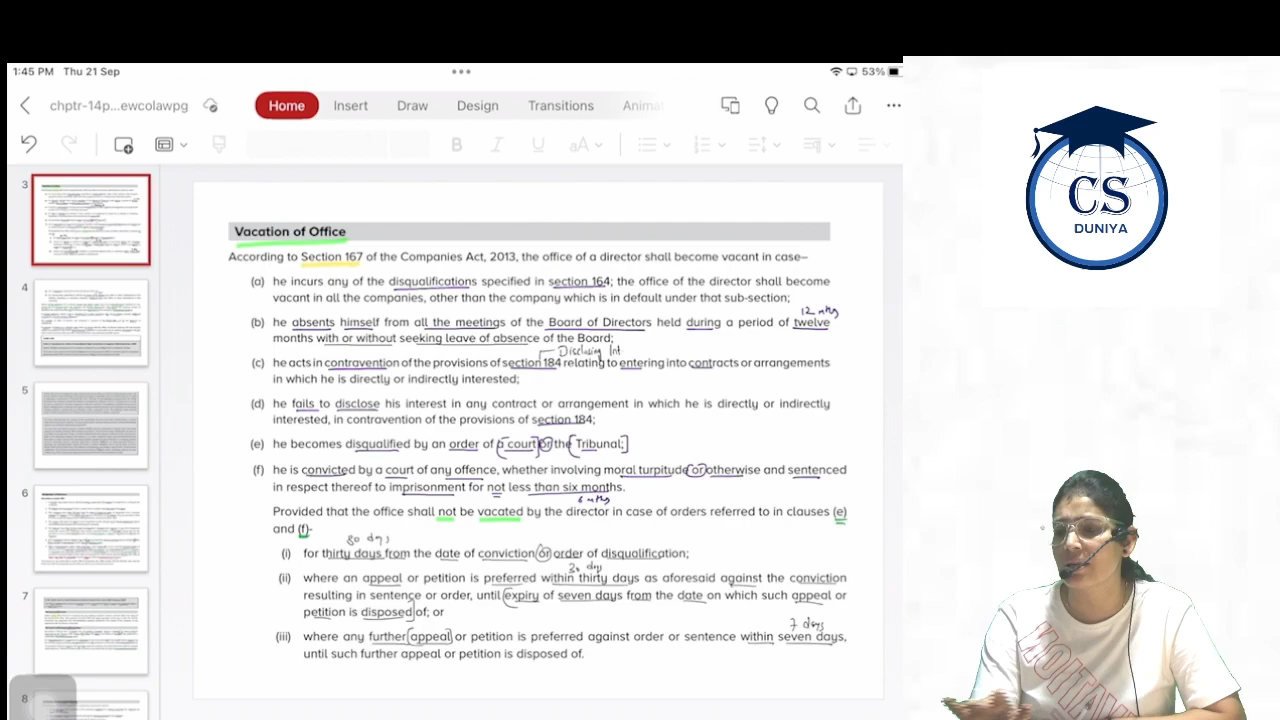 1:45 PM Thu 21 Sep
53%
chptr-14p...ewcolawpg
Home Insert Draw Design Transitions Animat
B I U aA
3
4
5
6
7
8
Vacation of Office
According to Section 167 of the Companies Act, 2013, the office of a director shall become vacant in case–
(a) he incurs any of the disqualifications specified in section 164; the office of the director shall become
vacant in all the companies, other than the company which is in default under that sub-section;
12 mths
(b) he absents himself from all the meetings of the Board of Directors held during a period of twelve
months with or without seeking leave of absence of the Board;
Disclosing Int
(c) he acts in contravention of the provisions of section 184 relating to entering into contracts or arrangements
in which he is directly or indirectly interested;
(d) he fails to disclose his interest in any contract or arrangement in which he is directly or indirectly
interested, in contravention of the provisions of section 184;
(e) he becomes disqualified by an order of a court or the Tribunal;
(f) he is convicted by a court of any offence, whether involving moral turpitude or otherwise and sentenced
in respect thereof to imprisonment for not less than six months.
6 mths
Provided that the office shall not be vacated by the director in case of orders referred to in clauses (e)
and (f)-
30 days
(i) for thirty days from the date of conviction or order of disqualification;
30 day
(ii) where an appeal or petition is preferred within thirty days as aforesaid against the conviction
resulting in sentence or order, until expiry of seven days from the date on which such appeal or
petition is disposed of; or
7 days
(iii) where any further appeal or petition is preferred against order or sentence within seven days,
until such further appeal or petition is disposed of.
CS
DUNIYA